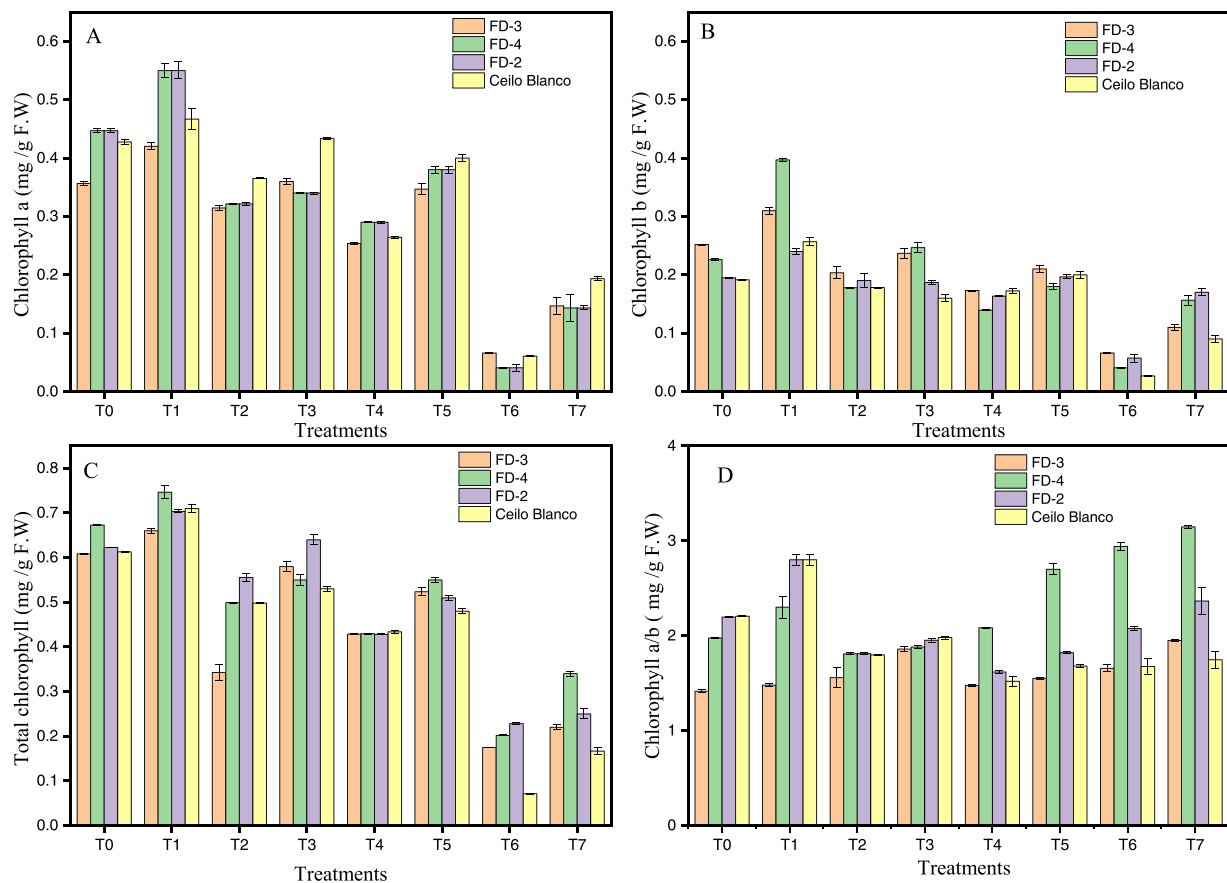 A
FD-3
FD-4
FD-2
Ceilo Blanco
Chlorophyll a (mg /g F.W)
0.6
0.5
0.4
0.3
0.2
0.1
0.0
T0 T1 T2 T3 T4 T5 T6 T7
Treatments
B
FD-3
FD-4
FD-2
Ceilo Blanco
Chlorophyll b (mg /g F.W)
0.6
0.5
0.4
0.3
0.2
0.1
0.0
T0 T1 T2 T3 T4 T5 T6 T7
Treatments
C
FD-3
FD-4
FD-2
Ceilo Blanco
Total chlorophyll (mg /g F.W)
0.8
0.7
0.6
0.5
0.4
0.3
0.2
0.1
0.0
T0 T1 T2 T3 T4 T5 T6 T7
Treatments
D
FD-3
FD-4
FD-2
Ceilo Blanco
Chlorophyll a/b ( mg /g F.W)
4
3
2
1
0
T0 T1 T2 T3 T4 T5 T6 T7
Treatments